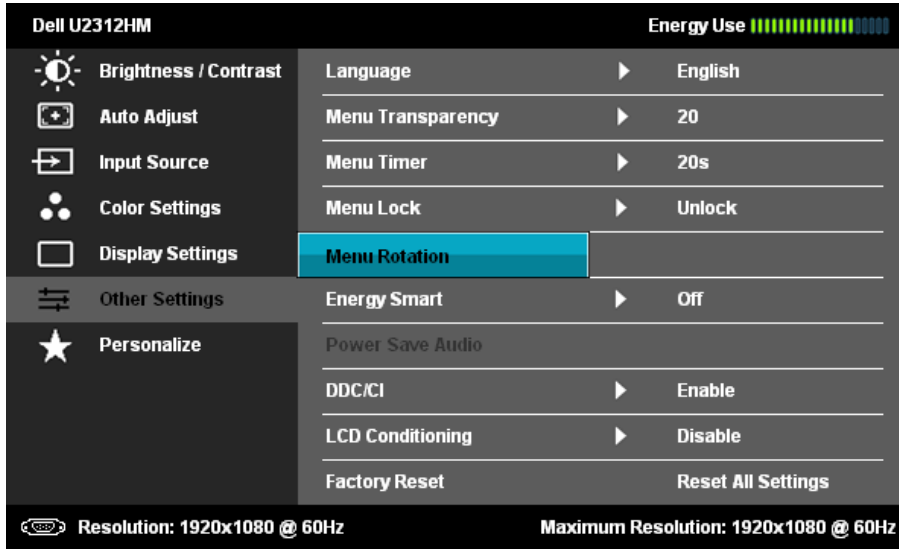 Dell U2312HM Energy Use
Brightness / Contrast
Auto Adjust
Input Source
Color Settings
Display Settings
Other Settings
Personalize
Language English
Menu Transparency 20
Menu Timer 20s
Menu Lock Unlock
Menu Rotation
Energy Smart Off
Power Save Audio
DDC/CI Enable
LCD Conditioning Disable
Factory Reset Reset All Settings
Resolution: 1920x1080 @ 60Hz Maximum Resolution: 1920x1080 @ 60Hz